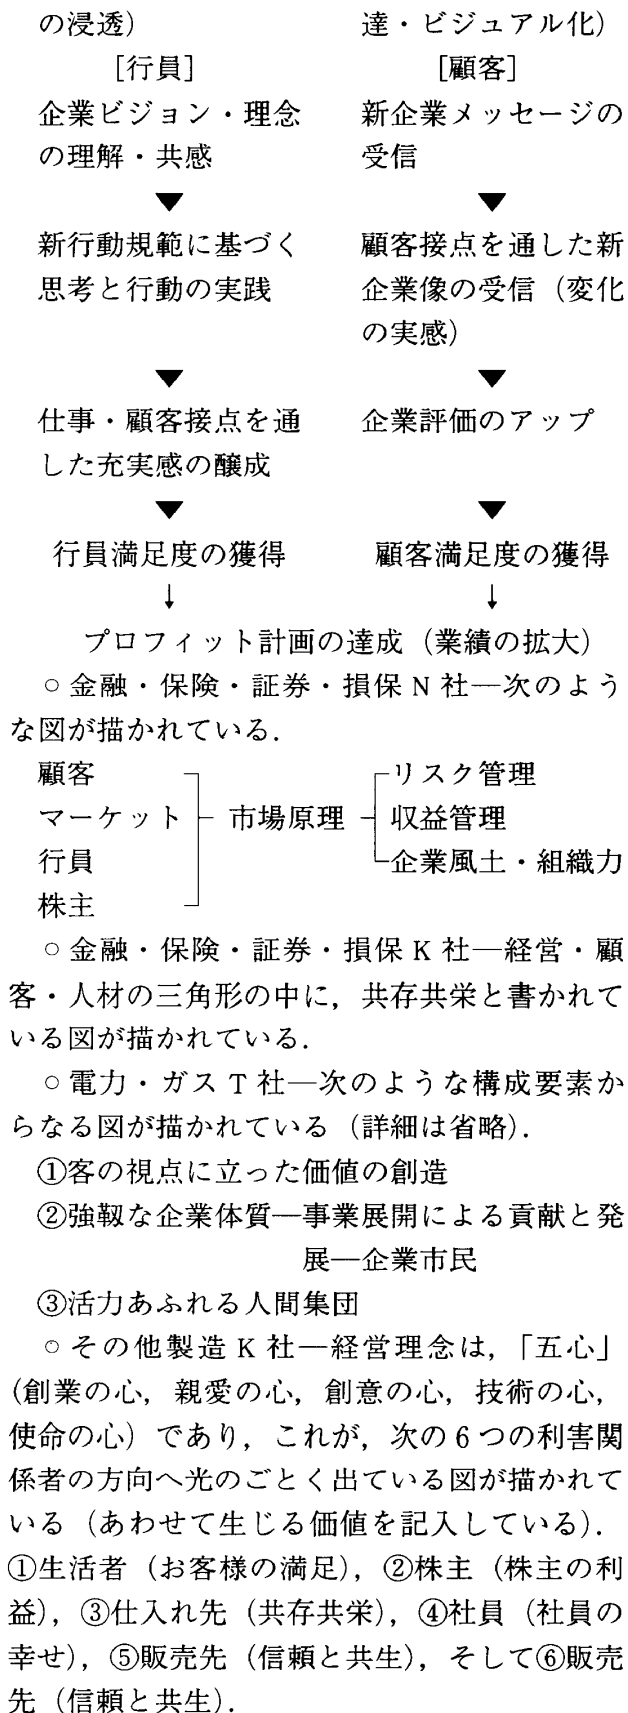 の浸透)　達・ビジュアル化)
[行員]　[顧客]
企業ビジョン・理念　新企業メッセージの
の理解・共感　受信
▼　▼
新行動規範に基づく　顧客接点を通した新
思考と行動の実践　企業像の受信（変化
の実感）
▼　▼
仕事・顧客接点を通　企業評価のアップ
した充実感の醸成
▼　▼
行員満足度の獲得　顧客満足度の獲得
↓　↓
プロフィット計画の達成（業績の拡大）
○金融・保険・証券・損保 N 社―次のよう
な図が描かれている．
顧客　リスク管理
マーケット　市場原理　収益管理
行員　企業風土・組織力
株主
○金融・保険・証券・損保 K 社―経営・顧
客・人材の三角形の中に，共存共栄と書かれて
いる図が描かれている．
○電力・ガス T 社―次のような構成要素か
らなる図が描かれている（詳細は省略）．
①客の視点に立った価値の創造
②強靱な企業体質―事業展開による貢献と発
展―企業市民
③活力あふれる人間集団
○その他製造 K 社―経営理念は，「五心」
（創業の心，親愛の心，創意の心，技術の心，
使命の心）であり，これが，次の 6 つの利害関
係者の方向へ光のごとく出ている図が描かれて
いる（あわせて生じる価値を記入している）．
①生活者（お客様の満足），②株主（株主の利
益），③仕入れ先（共存共栄），④社員（社員の
幸せ），⑤販売先（信頼と共生），そして⑥販売
先（信頼と共生）．